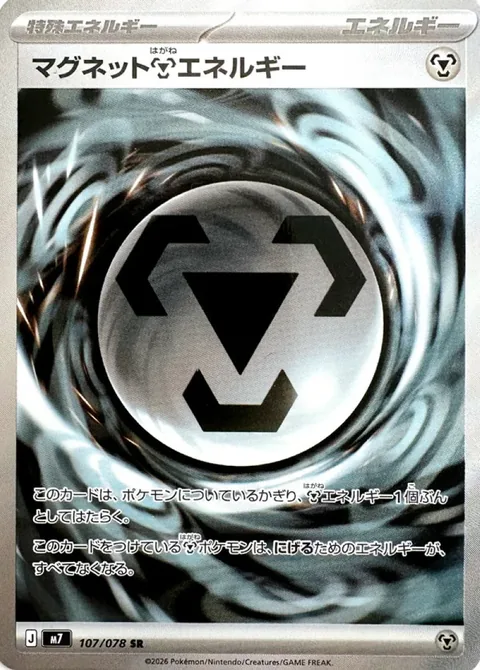 特殊エネルギー
エネルギー
はがね
マグネットエネルギー
はがね こ
このカードは、ポケモンについているかぎり、エネルギー1個ぶん
としてはたらく。
はがね
このカードをつけているポケモンは、にげるためのエネルギーが、
すべてなくなる。
J M7 107/078 SR
©2026 Pokémon/Nintendo/Creatures/GAME FREAK.